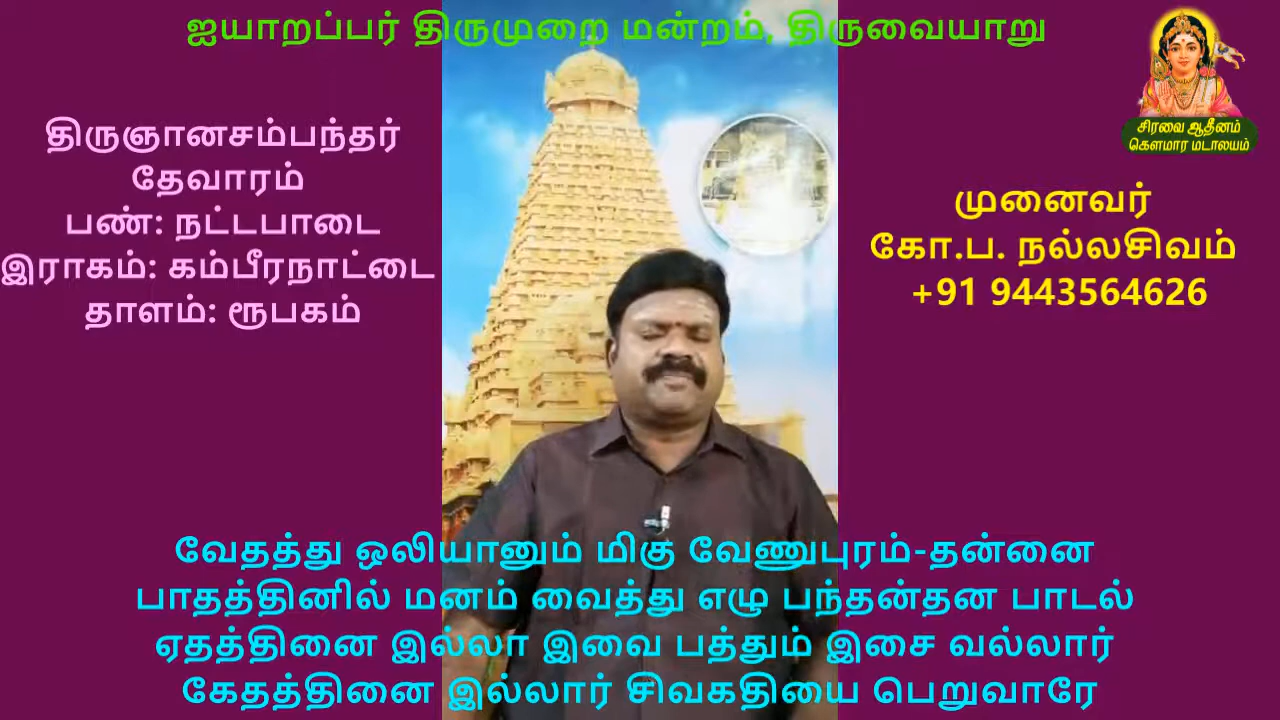 ஐயாறப்பர் திருமுறை மன்றம், திருவையாறு
திருஞானசம்பந்தர்
தேவாரம்
பண்: நட்டபாடை
இராகம்: கம்பீரநாட்டை
தாளம்: ரூபகம்
சிரவை ஆதீனம்
கௌமார மடாலயம்
முனைவர்
கோ.ப. நல்லசிவம்
+91 9443564626
வேதத்து ஒலியானும் மிகு வேணுபுரம்-தன்னை
பாதத்தினில் மனம் வைத்து எழு பந்தன்தன பாடல்
ஏதத்தினை இல்லா இவை பத்தும் இசை வல்லார்
கேதத்தினை இல்லார் சிவகதியை பெறுவாரே